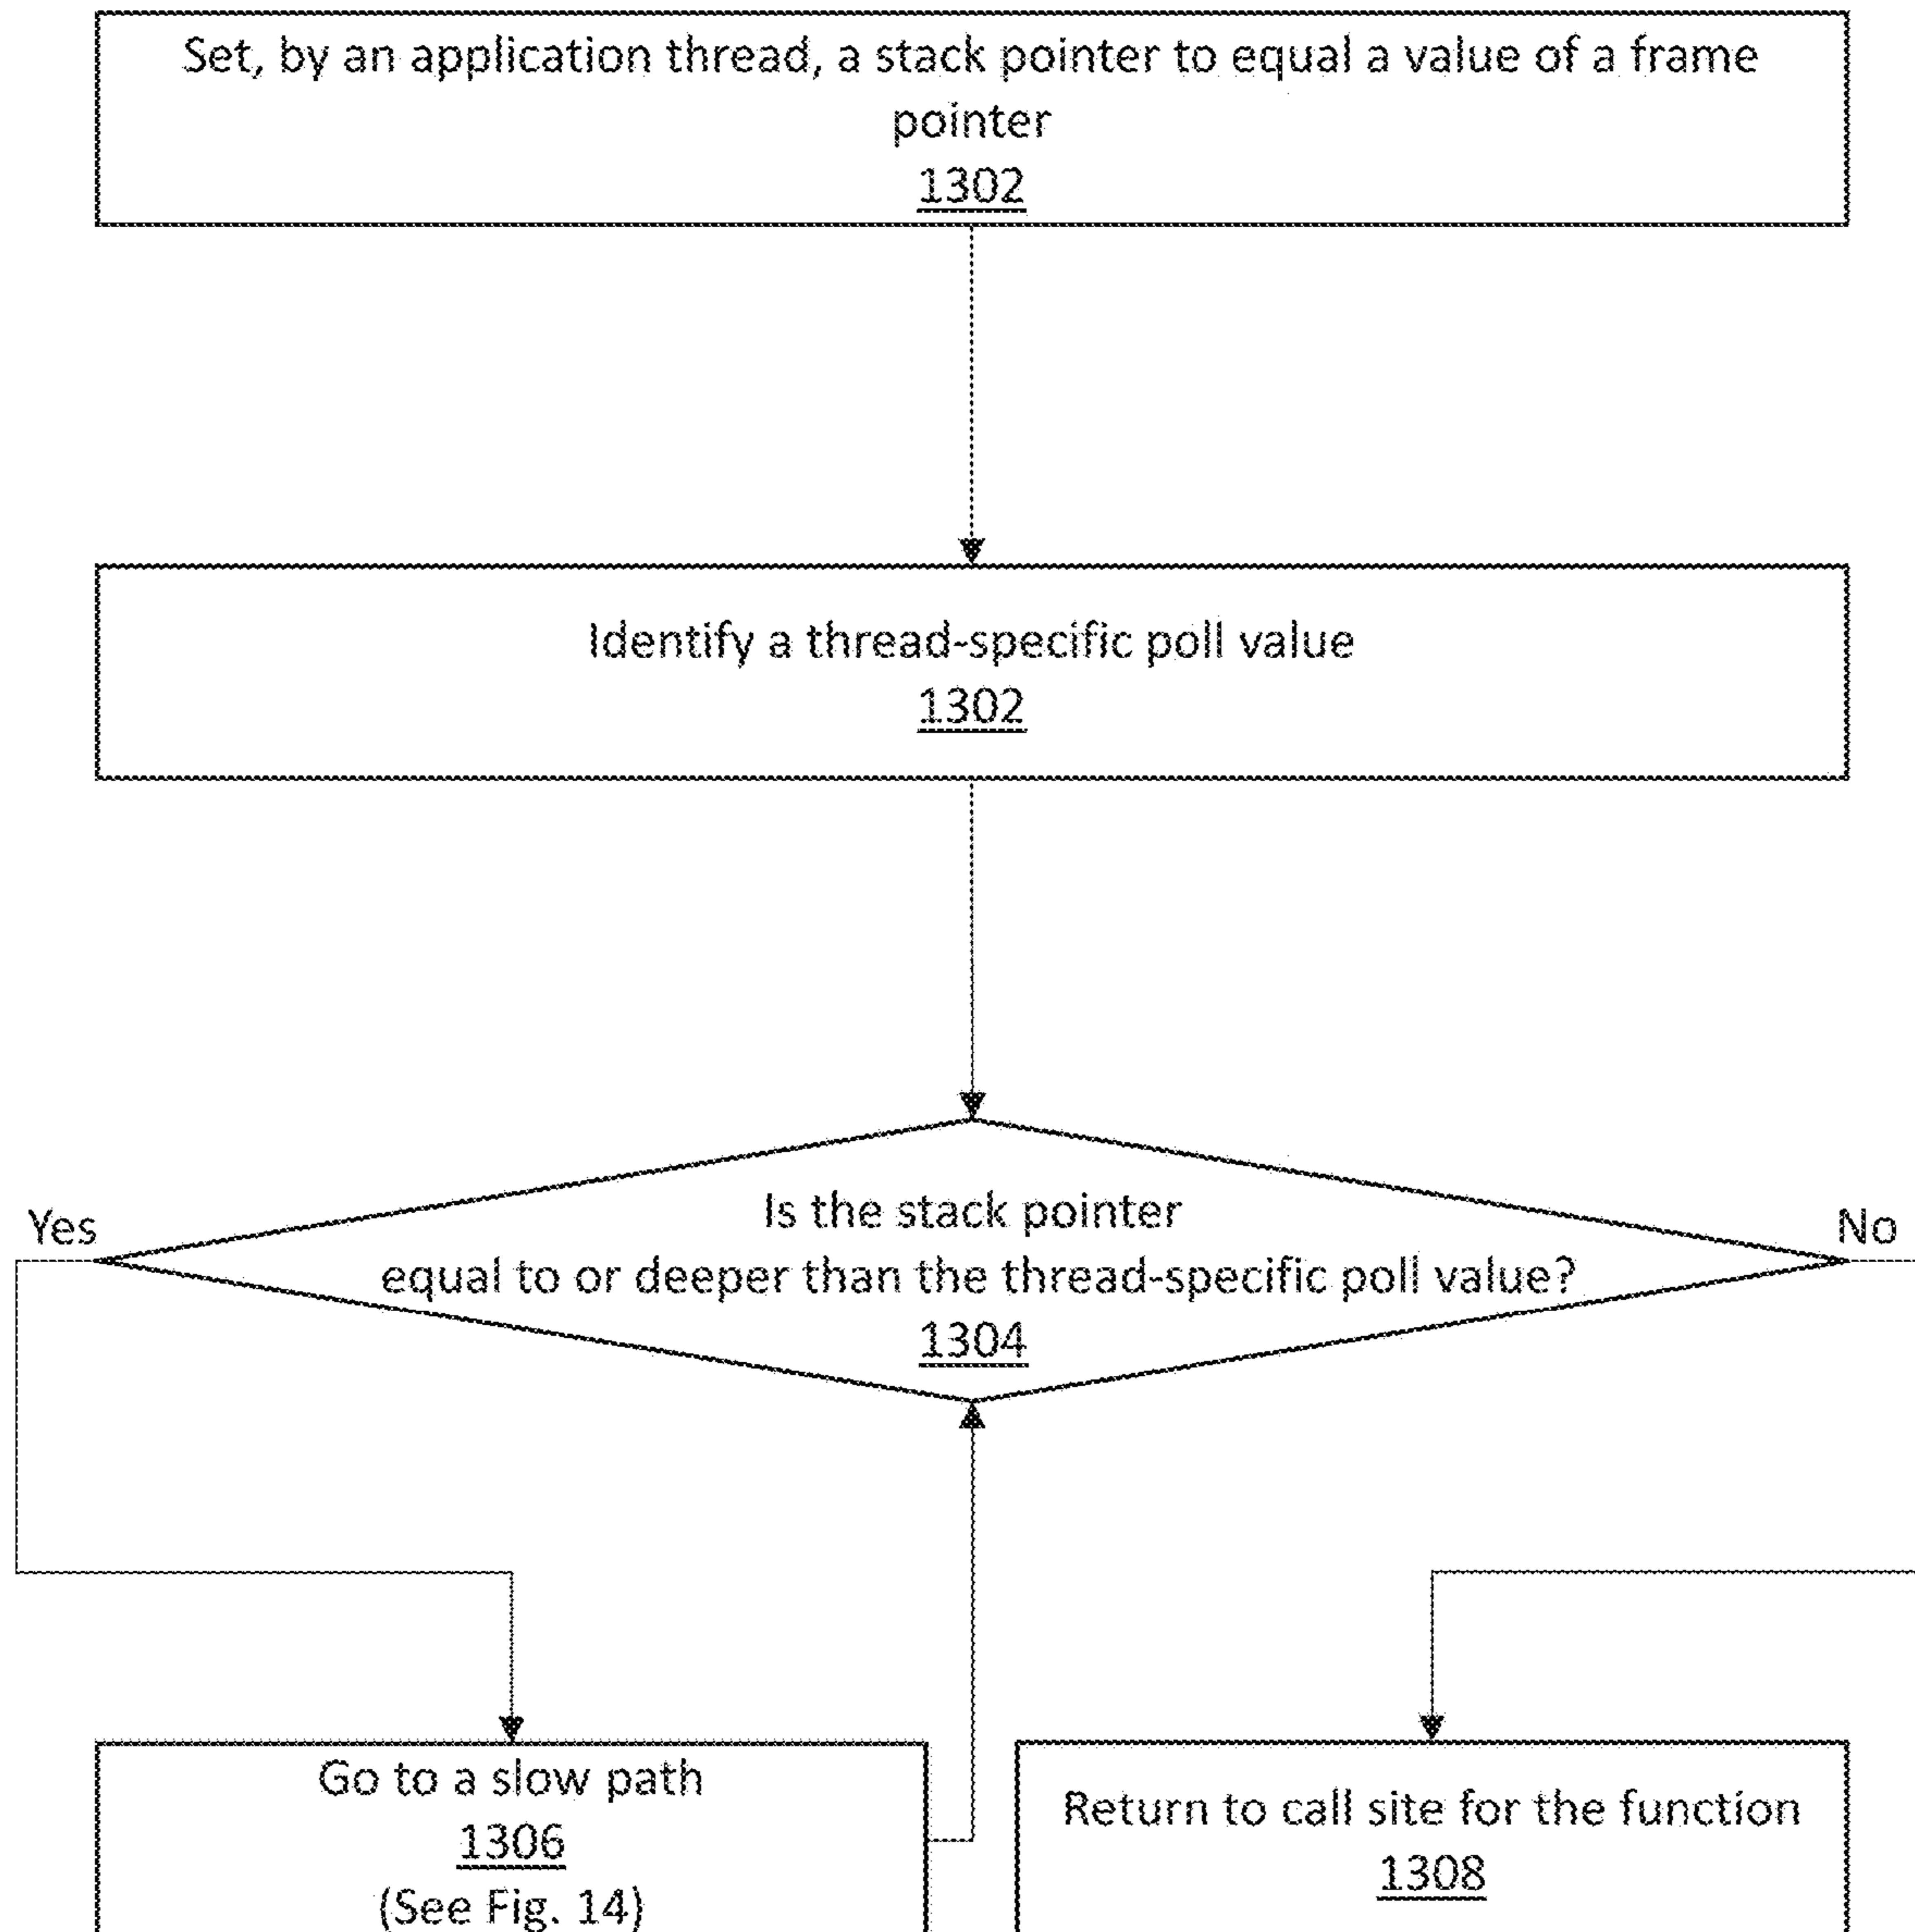 Set, by an application thread, a stack pointer to equal a value of a frame
pointer
1302
Identify a thread-specific poll value
1302
Is the stack pointer
equal to or deeper than the thread-specific poll value?
1304
Yes
No
Go to a slow path
1306
(See Fig. 14)
Return to call site for the function
1308